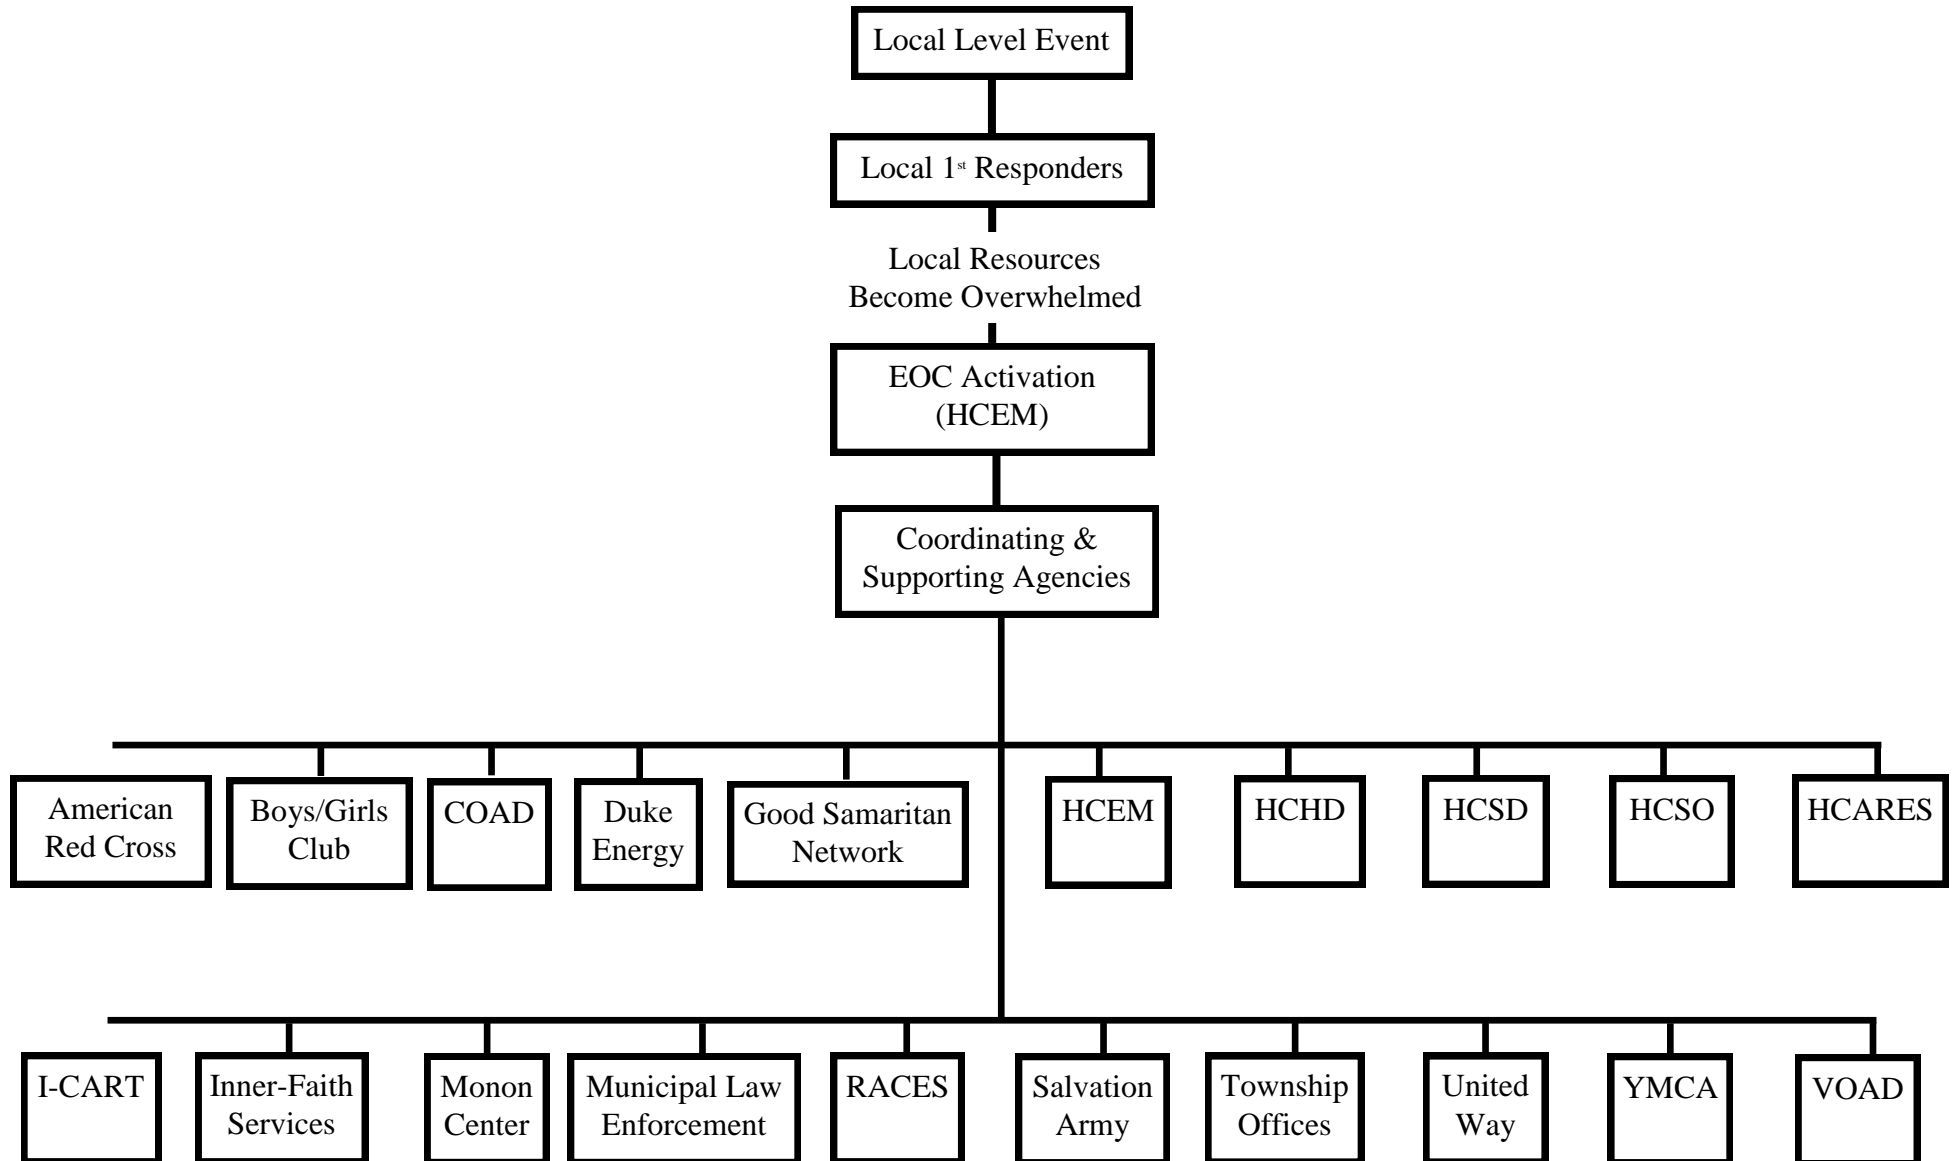 Local Level Event
Local 1st Responders
Local Resources
Become Overwhelmed
EOC Activation
(HCEM)
Coordinating &
Supporting Agencies
American
Red Cross
Boys/Girls
Club
COAD
Duke
Energy
Good Samaritan
Network
HCEM
HCHD
HCSD
HCSO
HCARES
I-CART
Inner-Faith
Services
Monon
Center
Municipal Law
Enforcement
RACES
Salvation
Army
Township
Offices
United
Way
YMCA
VOAD